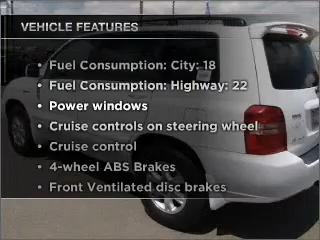 VEHICLE FEATURES
• Fuel Consumption: City: 18
• Fuel Consumption: Highway: 22
• Power windows
• Cruise controls on steering wheel
• Cruise control
• 4-wheel ABS Brakes
• Front Ventilated disc brakes